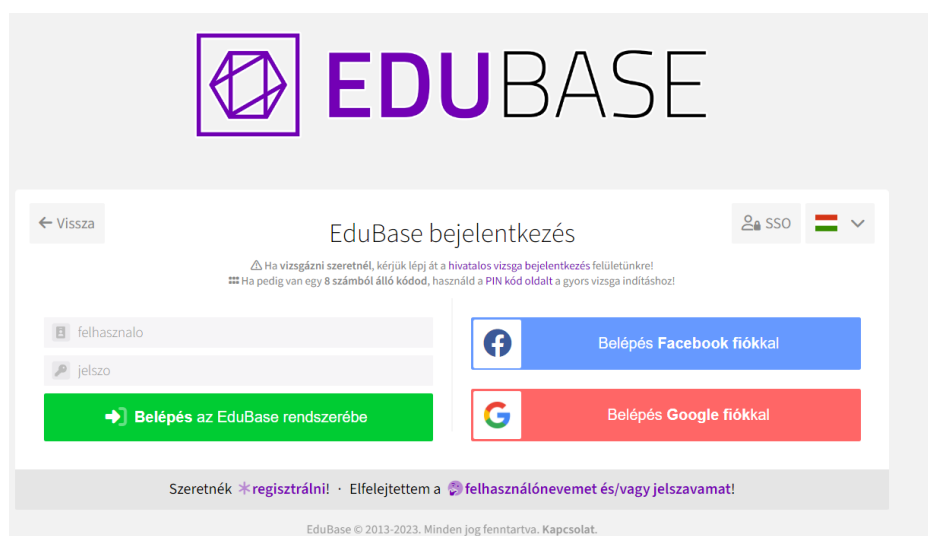 EDUBASE
Vissza
SSO
EduBase bejelentkezés
Ha vizsgázni szeretnél, kérjük lépj át a hivatalos vizsga bejelentkezés felületünkre!
Ha pedig van egy 8 számból álló kódod, használd a PIN kód oldalt a gyors vizsga indításhoz!
felhasznalo
jelszo
Belépés az EduBase rendszerébe
Belépés Facebook fiókkal
Belépés Google fiókkal
Szeretnék regisztrálni! · Elfelejtettem a felhasználónevemet és/vagy jelszavamat!
EduBase © 2013-2023. Minden jog fenntartva. Kapcsolat.